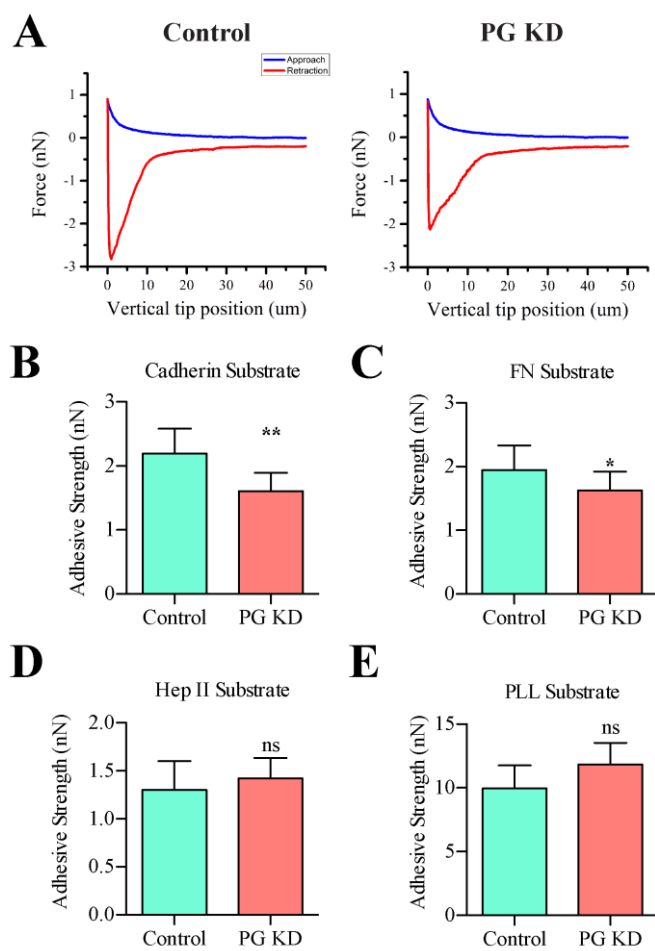 A
Control
PG KD
Approach
Retraction
Force (nN)
1
0
-1
-2
-3
0 10 20 30 40 50
Vertical tip position (um)
Force (nN)
1
0
-1
-2
-3
0 10 20 30 40 50
Vertical tip position (um)
B
Cadherin Substrate
Adhesive Strength (nN)
3
2
1
0
**
Control PG KD
C
FN Substrate
Adhesive Strength (nN)
3
2
1
0
*
Control PG KD
D
Hep II Substrate
Adhesive Strength (nN)
2.0
1.5
1.0
0.5
0.0
ns
Control PG KD
E
PLL Substrate
Adhesive Strength (nN)
15
10
5
0
ns
Control PG KD